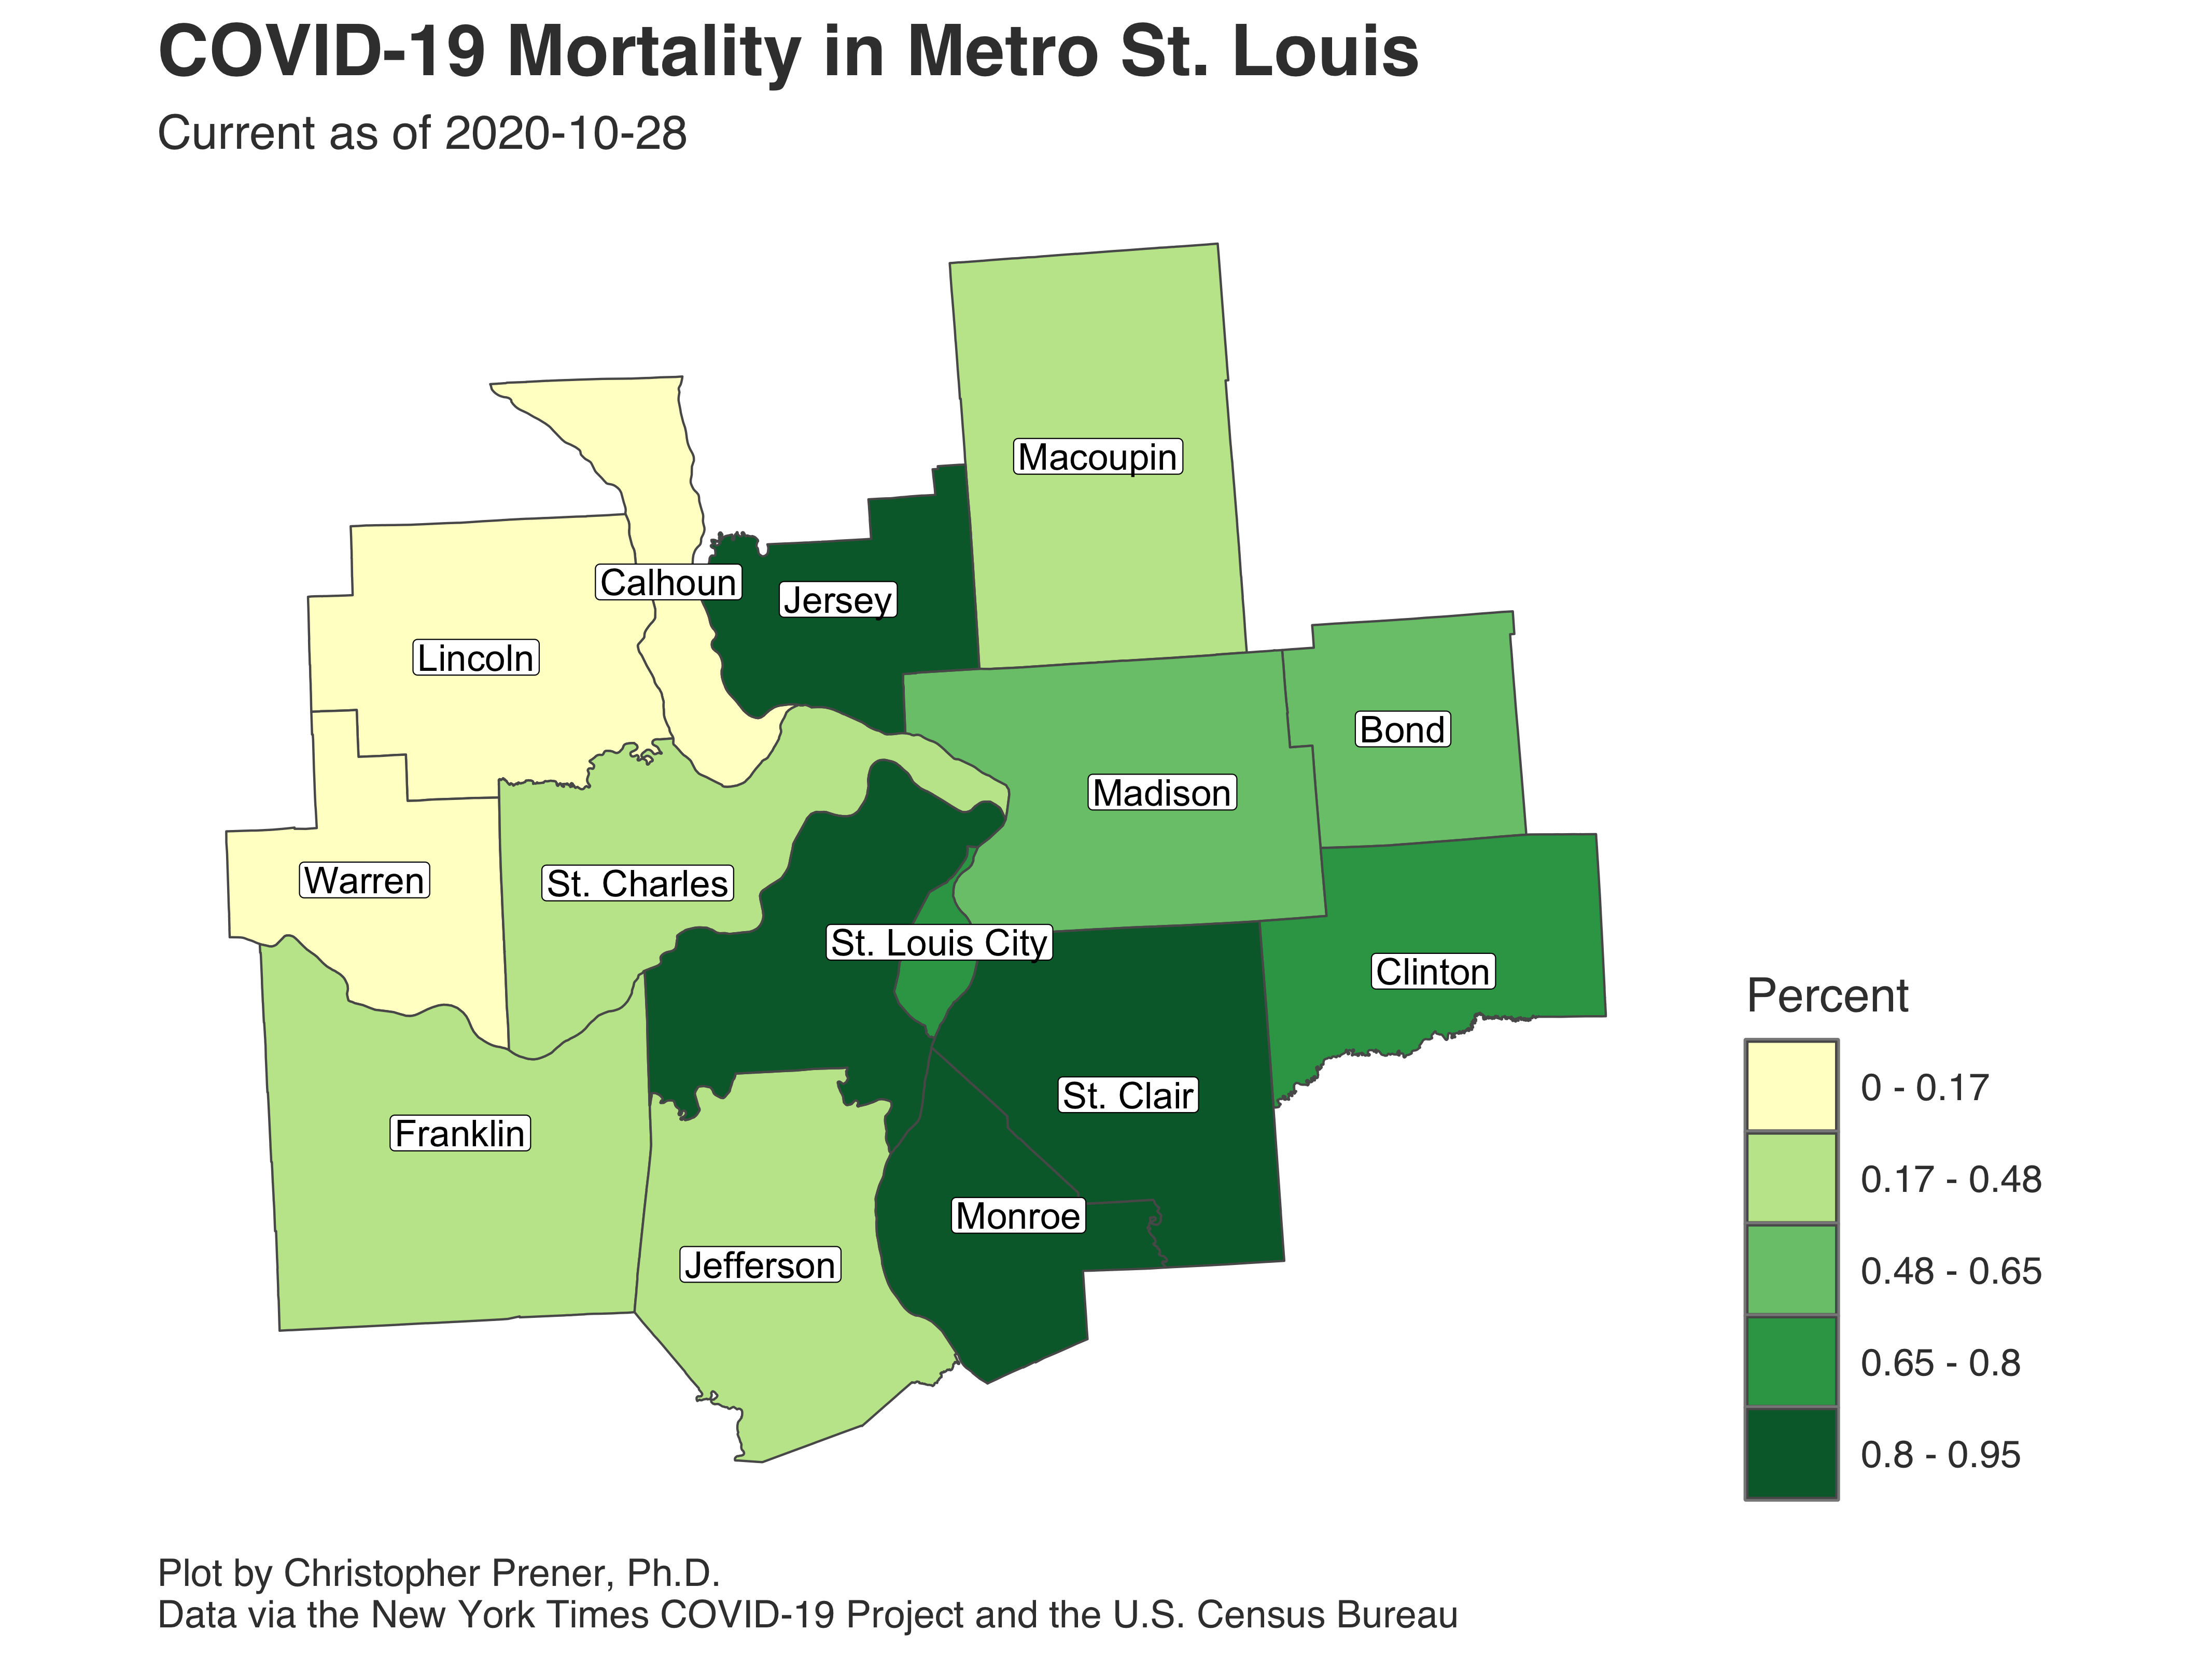 COVID-19 Mortality in Metro St. Louis
Current as of 2020-10-28
Macoupin
Calhoun
Jersey
Lincoln
Bond
Madison
Warren
St. Charles
St. Louis City
Clinton
St. Clair
Franklin
Monroe
Jefferson
Percent
0 - 0.17
0.17 - 0.48
0.48 - 0.65
0.65 - 0.8
0.8 - 0.95
Plot by Christopher Prener, Ph.D.
Data via the New York Times COVID-19 Project and the U.S. Census Bureau